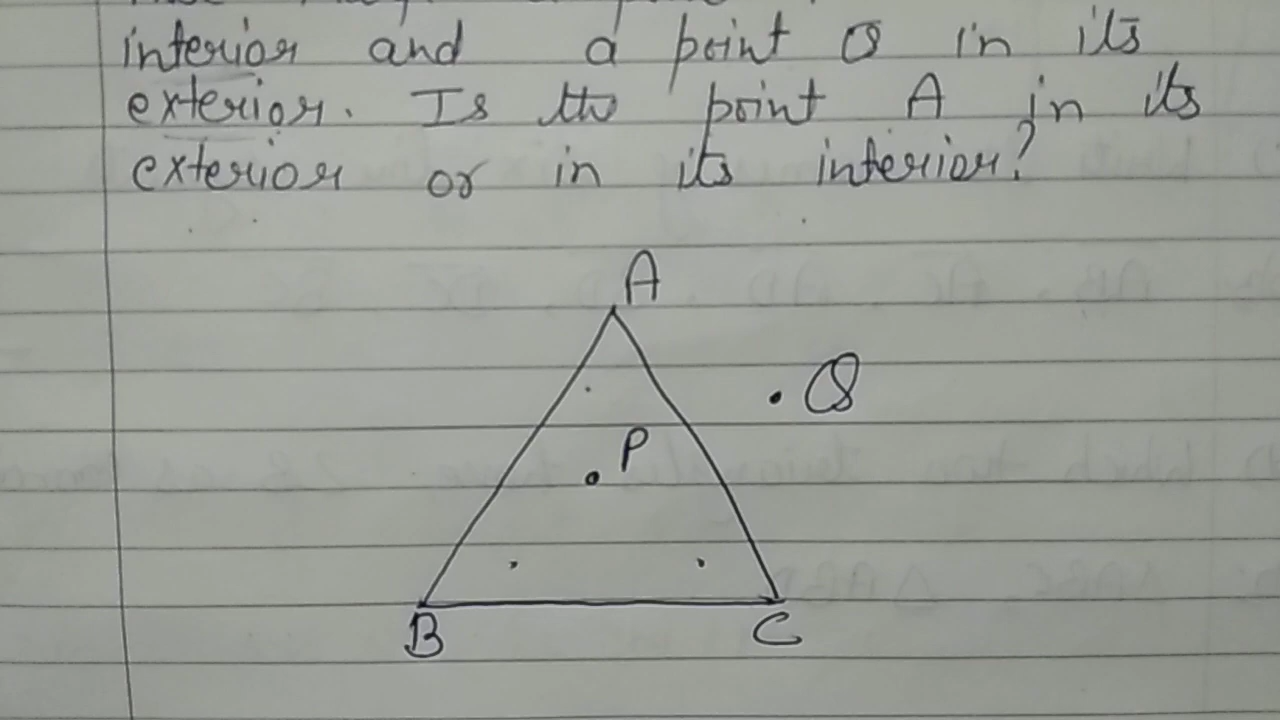 interior and a point Q in its
exterior. Is the point A in its
exterior or in its interior?
A
Q
P
B
C